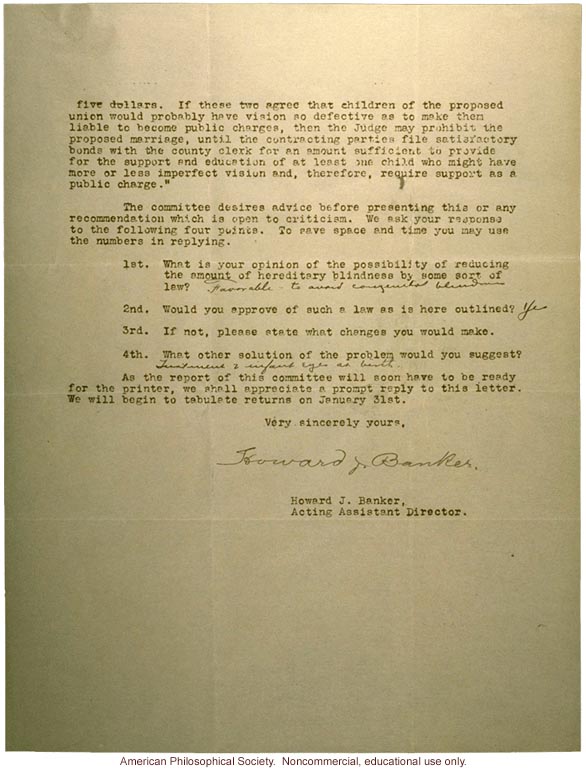 five dollars. If these two agree that children of the proposed
union would probably have vision so defective as to make them
liable to become public charges, then the Judge may prohibit the
proposed marriage, until the contracting parties file satisfactory
bonds with the county clerk for an amount sufficient to provide
for the support and education of at least one child who might have
more or less imperfect vision and, therefore, require support as a
public charge."
The committee desires advice before presenting this or any
recommendation which is open to criticism. We ask your response
to the following four points. To save space and time you may use
the numbers in replying.
1st. What is your opinion of the possibility of reducing
the amount of hereditary blindness by some sort of
law? Favorable - to avoid congenital blindness
2nd. Would you approve of such a law as is here outlined? Yes
3rd. If not, please state what changes you would make.
4th. What other solution of the problem would you suggest?
Treatment of infant eyes at birth.
As the report of this committee will soon have to be ready
for the printer, we shall appreciate a prompt reply to this letter.
We will begin to tabulate returns on January 31st.
Very sincerely yours,
Howard J. Banker.
Howard J. Banker,
Acting Assistant Director.
American Philosophical Society. Noncommercial, educational use only.